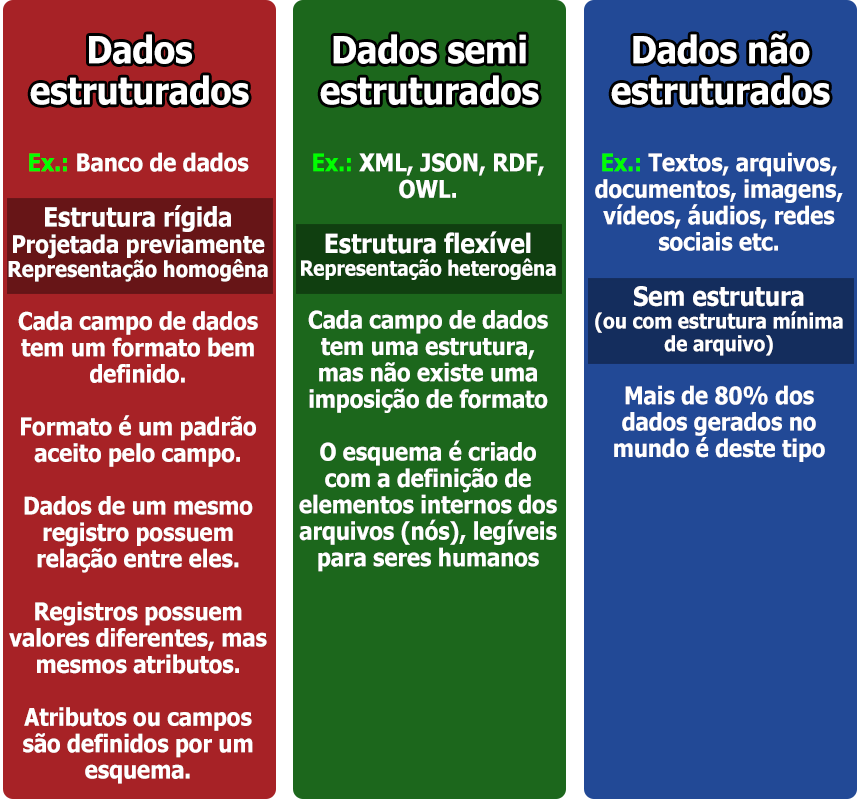 Dados
estruturados
Ex.: Banco de dados
Estrutura rígida
Projetada previamente
Representação homogêna
Cada campo de dados
tem um formato bem
definido.
Formato é um padrão
aceito pelo campo.
Dados de um mesmo
registro possuem
relação entre eles.
Registros possuem
valores diferentes, mas
mesmos atributos.
Atributos ou campos
são definidos por um
esquema.
Dados semi
estruturados
Ex.: XML, JSON, RDF,
OWL.
Estrutura flexível
Representação heterogêna
Cada campo de dados
tem uma estrutura,
mas não existe uma
imposição de formato
O esquema é criado
com a definição de
elementos internos dos
arquivos (nós), legíveis
para seres humanos
Dados não
estruturados
Ex.: Textos, arquivos,
documentos, imagens,
vídeos, áudios, redes
sociais etc.
Sem estrutura
(ou com estrutura mínima
de arquivo)
Mais de 80% dos
dados gerados no
mundo é deste tipo